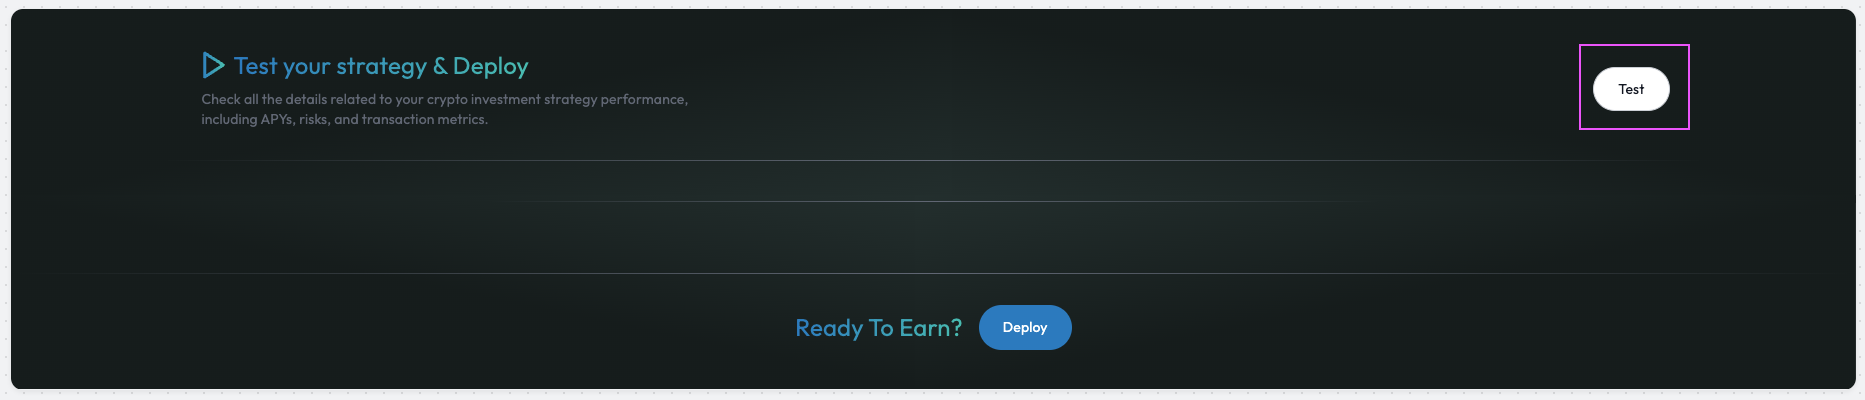 Test your strategy & Deploy
Check all the details related to your crypto investment strategy performance,
including APYs, risks, and transaction metrics.
Test
Ready To Earn?
Deploy